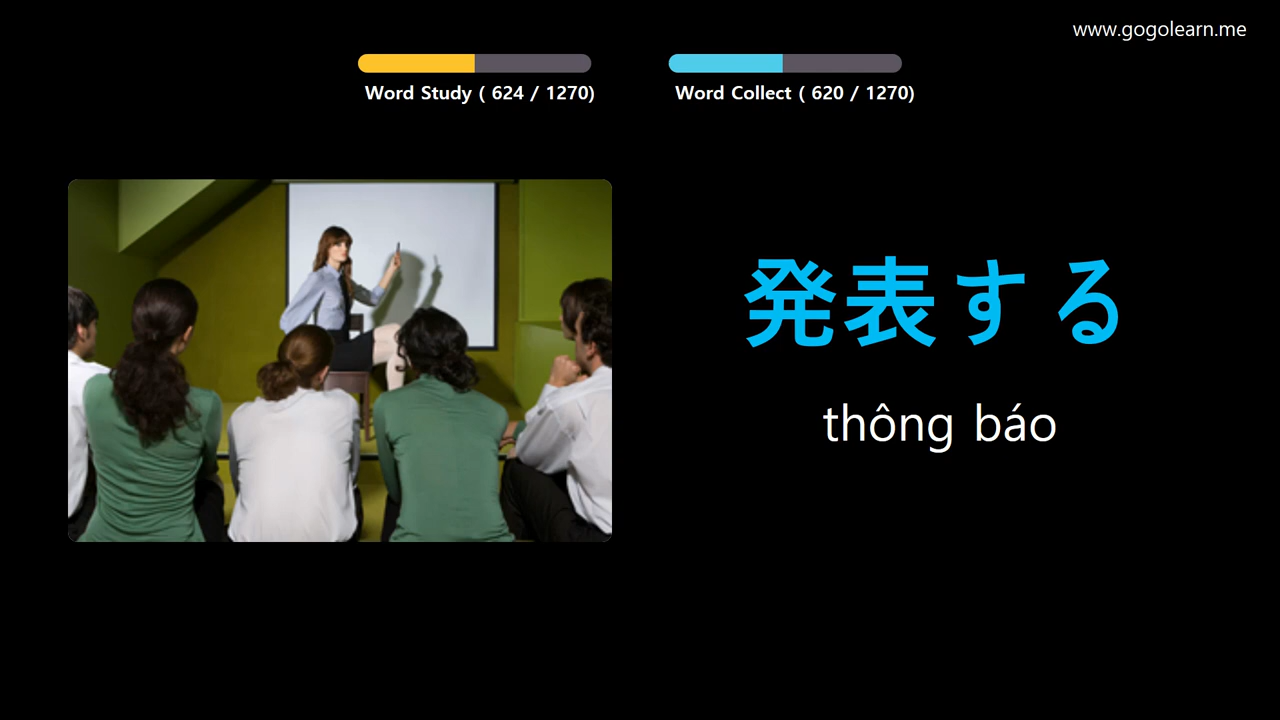 www.gogolearn.me
Word Study ( 624 / 1270)
Word Collect ( 620 / 1270)
発表する
thông báo